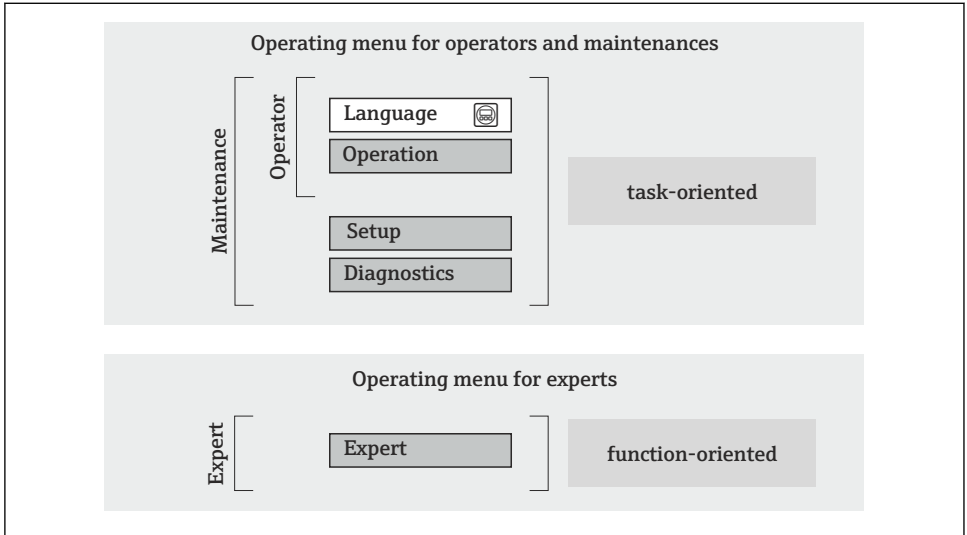 Operating menu for operators and maintenances
Maintenance
Operator
Language
Operation
task-oriented
Setup
Diagnostics
Operating menu for experts
Expert
Expert
function-oriented